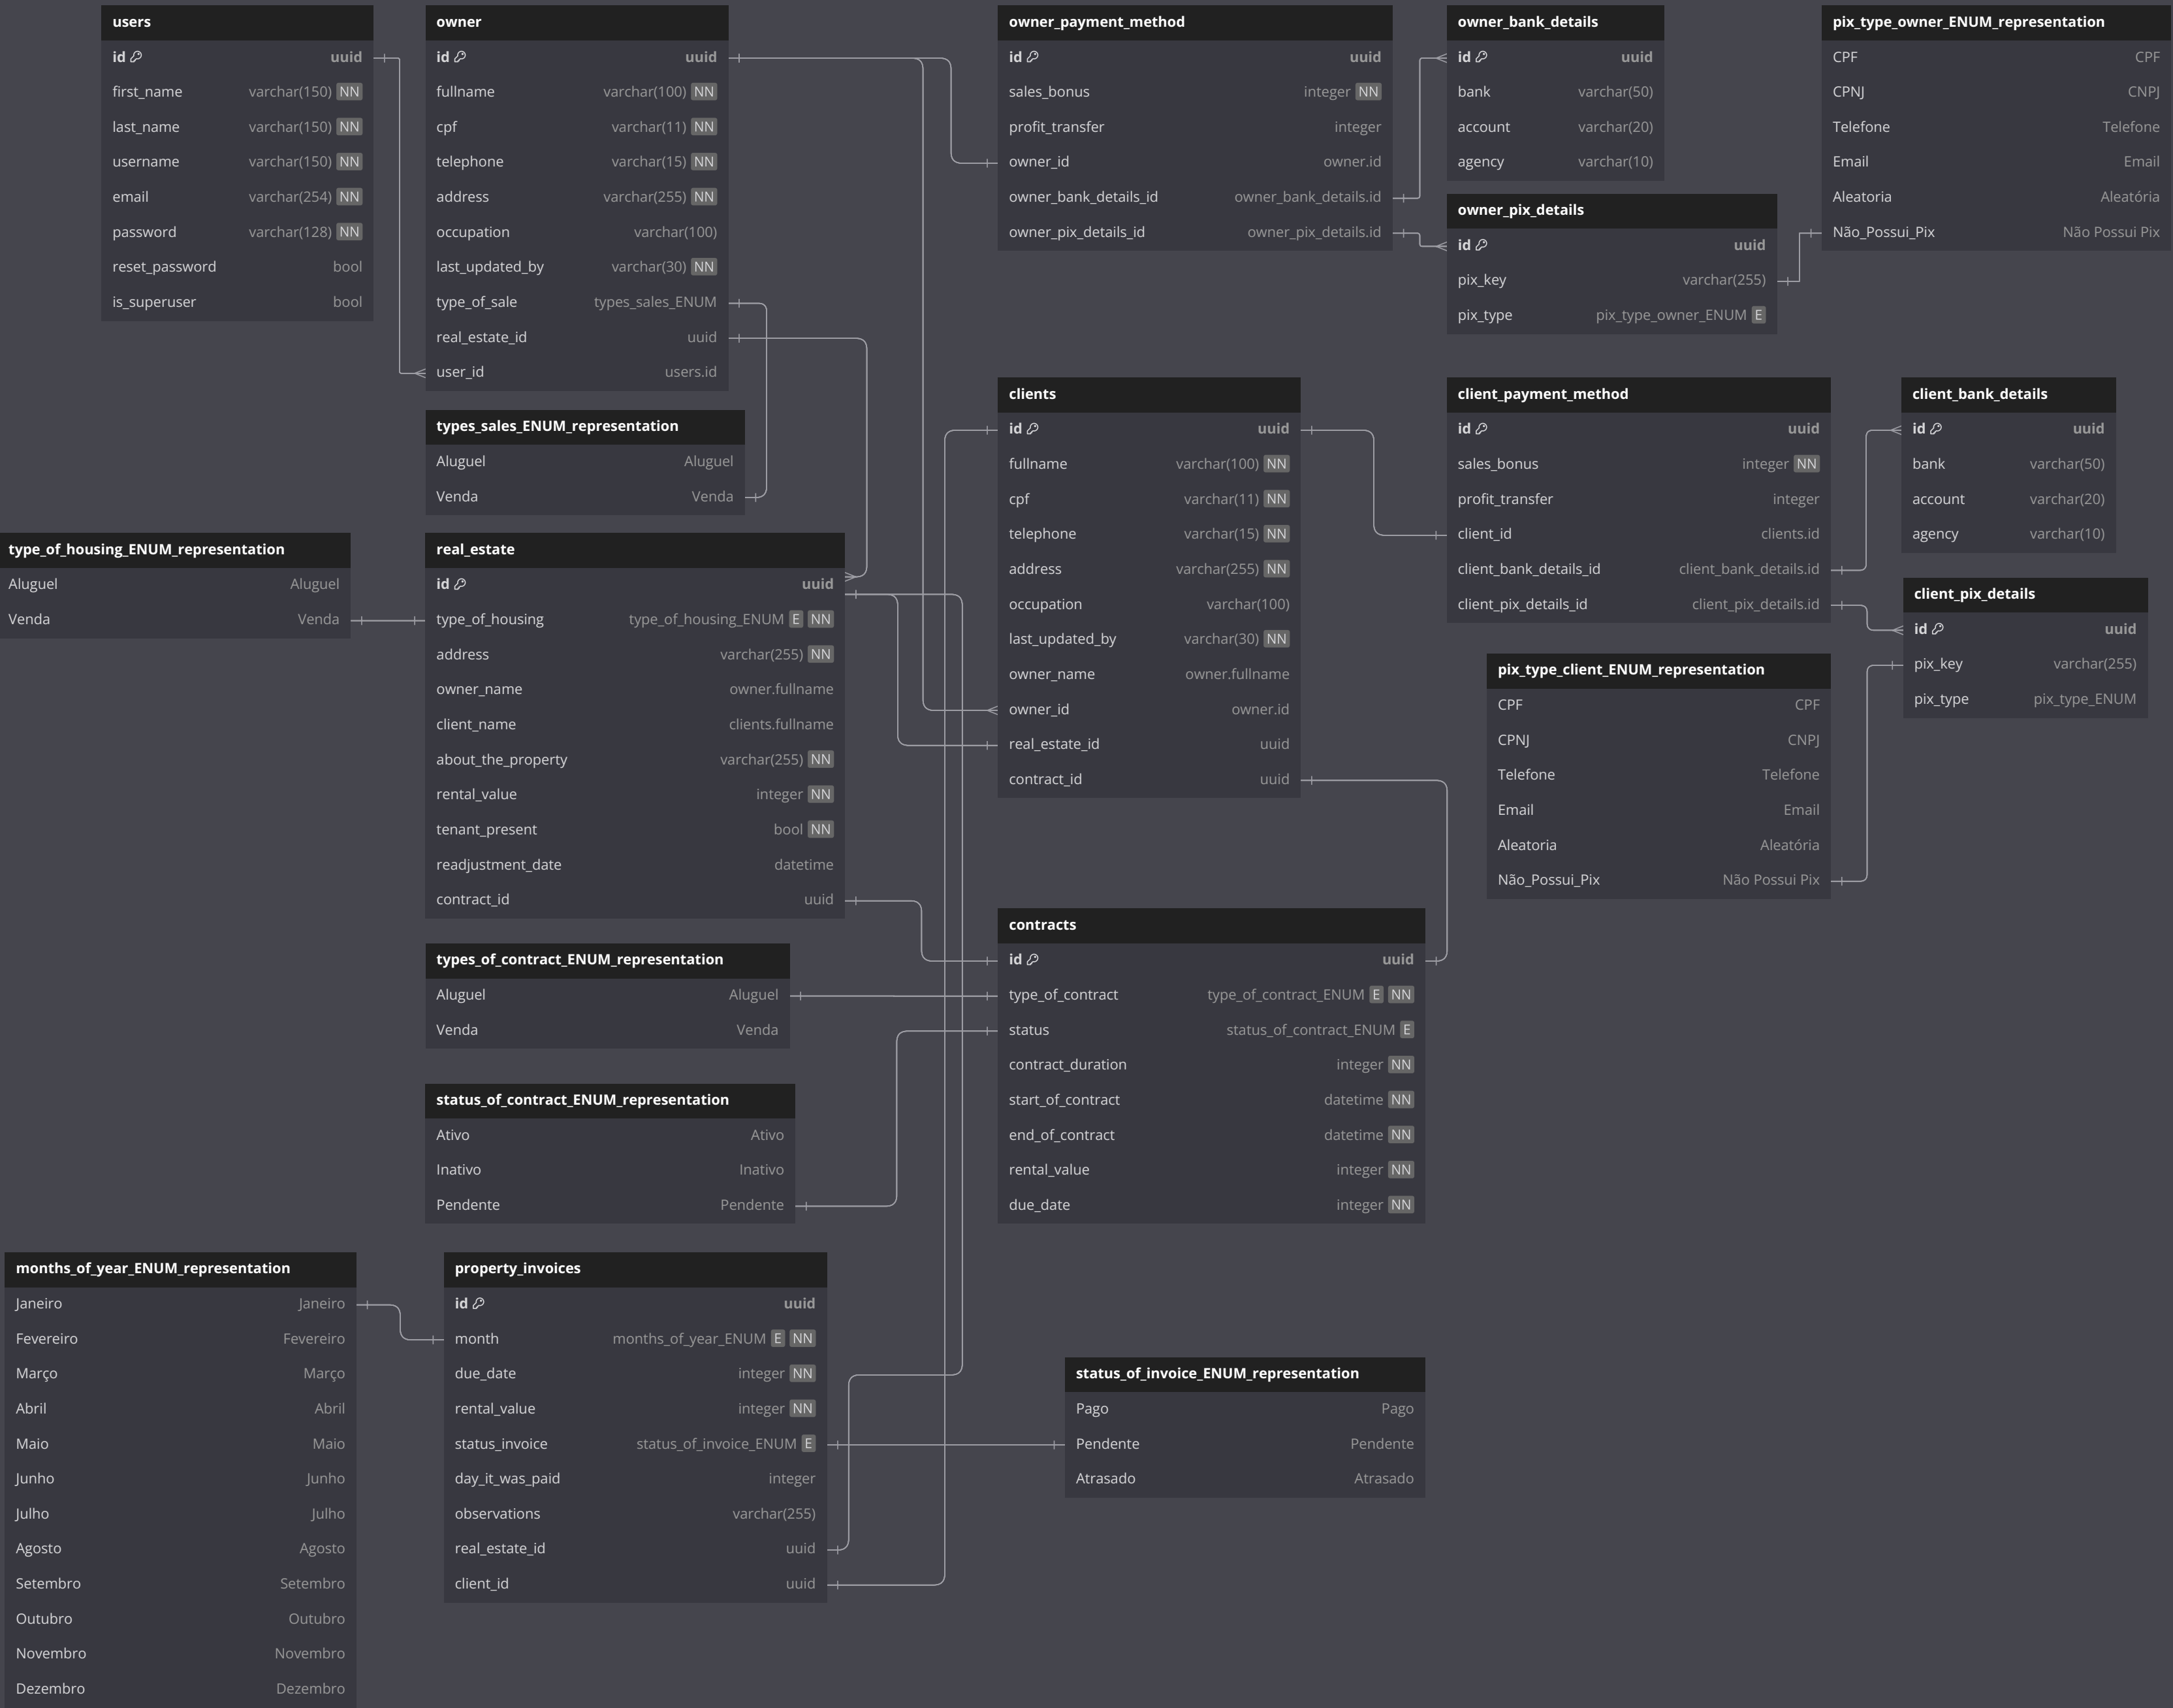 users
id uuid
first_name varchar(150) NN
last_name varchar(150) NN
username varchar(150) NN
email varchar(254) NN
password varchar(128) NN
reset_password bool
is_superuser bool
owner
id uuid
fullname varchar(100) NN
cpf varchar(11) NN
telephone varchar(15) NN
address varchar(255) NN
occupation varchar(100)
last_updated_by varchar(30) NN
type_of_sale types_sales_ENUM
real_estate_id uuid
user_id users.id
owner_payment_method
id uuid
sales_bonus integer NN
profit_transfer integer
owner_id owner.id
owner_bank_details_id owner_bank_details.id
owner_pix_details_id owner_pix_details.id
owner_bank_details
id uuid
bank varchar(50)
account varchar(20)
agency varchar(10)
pix_type_owner_ENUM_representation
CPF CPF
CPNJ CNPJ
Telefone Telefone
Email Email
Aleatoria Aleatória
Não_Possui_Pix Não Possui Pix
owner_pix_details
id uuid
pix_key varchar(255)
pix_type pix_type_owner_ENUM E
types_sales_ENUM_representation
Aluguel Aluguel
Venda Venda
clients
id uuid
fullname varchar(100) NN
cpf varchar(11) NN
telephone varchar(15) NN
address varchar(255) NN
occupation varchar(100)
last_updated_by varchar(30) NN
owner_name owner.fullname
owner_id owner.id
real_estate_id uuid
contract_id uuid
client_payment_method
id uuid
sales_bonus integer NN
profit_transfer integer
client_id clients.id
client_bank_details_id client_bank_details.id
client_pix_details_id client_pix_details.id
client_bank_details
id uuid
bank varchar(50)
account varchar(20)
agency varchar(10)
client_pix_details
id uuid
pix_key varchar(255)
pix_type pix_type_ENUM
type_of_housing_ENUM_representation
Aluguel Aluguel
Venda Venda
real_estate
id uuid
type_of_housing type_of_housing_ENUM E NN
address varchar(255) NN
owner_name owner.fullname
client_name clients.fullname
about_the_property varchar(255) NN
rental_value integer NN
tenant_present bool NN
readjustment_date datetime
contract_id uuid
pix_type_client_ENUM_representation
CPF CPF
CPNJ CNPJ
Telefone Telefone
Email Email
Aleatoria Aleatória
Não_Possui_Pix Não Possui Pix
types_of_contract_ENUM_representation
Aluguel Aluguel
Venda Venda
contracts
id uuid
type_of_contract type_of_contract_ENUM E NN
status status_of_contract_ENUM E
contract_duration integer NN
start_of_contract datetime NN
end_of_contract datetime NN
rental_value integer NN
due_date integer NN
status_of_contract_ENUM_representation
Ativo Ativo
Inativo Inativo
Pendente Pendente
months_of_year_ENUM_representation
Janeiro Janeiro
Fevereiro Fevereiro
Março Março
Abril Abril
Maio Maio
Junho Junho
Julho Julho
Agosto Agosto
Setembro Setembro
Outubro Outubro
Novembro Novembro
Dezembro Dezembro
property_invoices
id uuid
month months_of_year_ENUM E NN
due_date integer NN
rental_value integer NN
status_invoice status_of_invoice_ENUM E
day_it_was_paid integer
observations varchar(255)
real_estate_id uuid
client_id uuid
status_of_invoice_ENUM_representation
Pago Pago
Pendente Pendente
Atrasado Atrasado